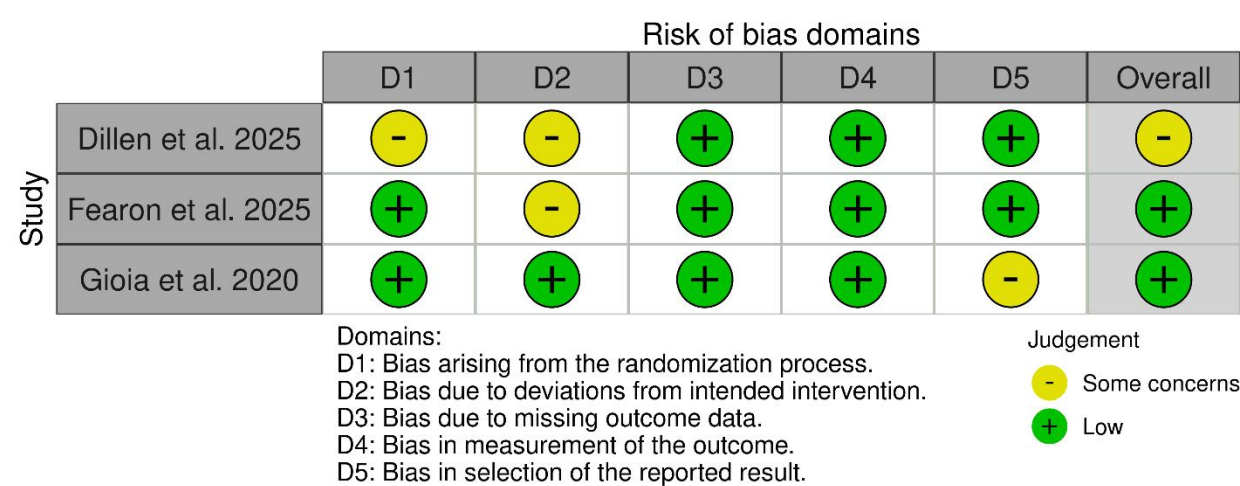 Risk of bias domains
D1 D2 D3 D4 D5 Overall
Study
Dillen et al. 2025 - - + + + -
Fearon et al. 2025 + - + + + +
Gioia et al. 2020 + + + + - +
Domains:
D1: Bias arising from the randomization process.
D2: Bias due to deviations from intended intervention.
D3: Bias due to missing outcome data.
D4: Bias in measurement of the outcome.
D5: Bias in selection of the reported result.
Judgement
- Some concerns
+ Low